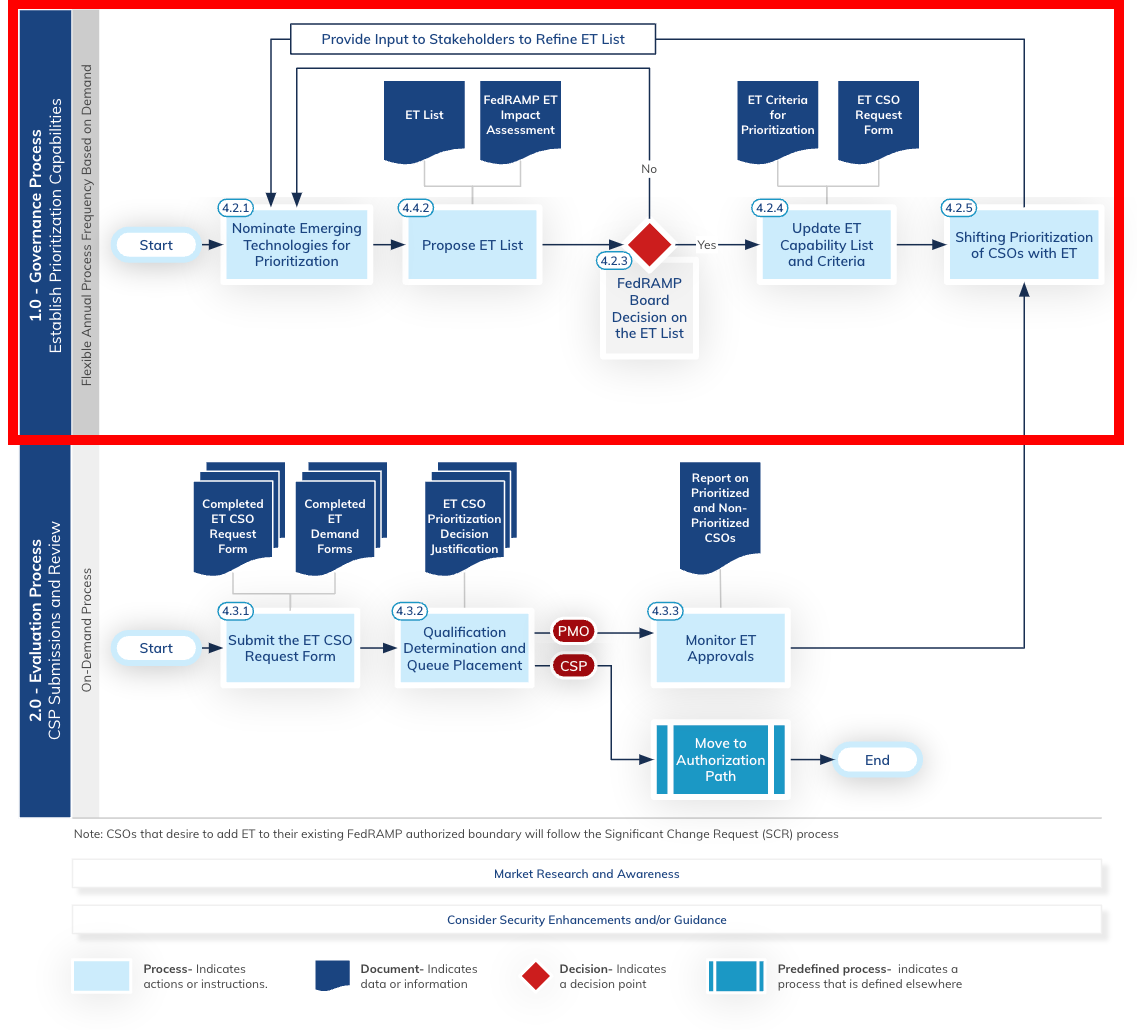 1.0 - Governance Process
Establish Prioritization Capabilities
Flexible Annual Process Frequency Based on Demand
Provide Input to Stakeholders to Refine ET List
ET List
FedRAMP ET
Impact
Assessment
ET Criteria
for
Prioritization
ET CSO
Request
Form
No
Start
4.2.1
Nominate Emerging
Technologies for
Prioritization
4.4.2
Propose ET List
4.2.3
FedRAMP
Board
Decision on
the ET List
Yes
4.2.4
Update ET
Capability List
and Criteria
4.2.5
Shifting Prioritization
of CSOs with ET
2.0 - Evaluation Process
CSP Submissions and Review
On-Demand Process
Completed
ET CSO
Request
Form
Completed
ET
Demand
Forms
ET CSO
Prioritization
Decision
Justification
Report on
Prioritized
and Non-
Prioritized
CSOs
Start
4.3.1
Submit the ET CSO
Request Form
4.3.2
Qualification
Determination and
Queue Placement
PMO
CSP
4.3.3
Monitor ET
Approvals
Move to
Authorization
Path
End
Note: CSOs that desire to add ET to their existing FedRAMP authorized boundary will follow the Significant Change Request (SCR) process
Market Research and Awareness
Consider Security Enhancements and/or Guidance
Process- Indicates
actions or instructions.
Document- Indicates
data or information
Decision- Indicates
a decision point
Predefined process- indicates a
process that is defined elsewhere